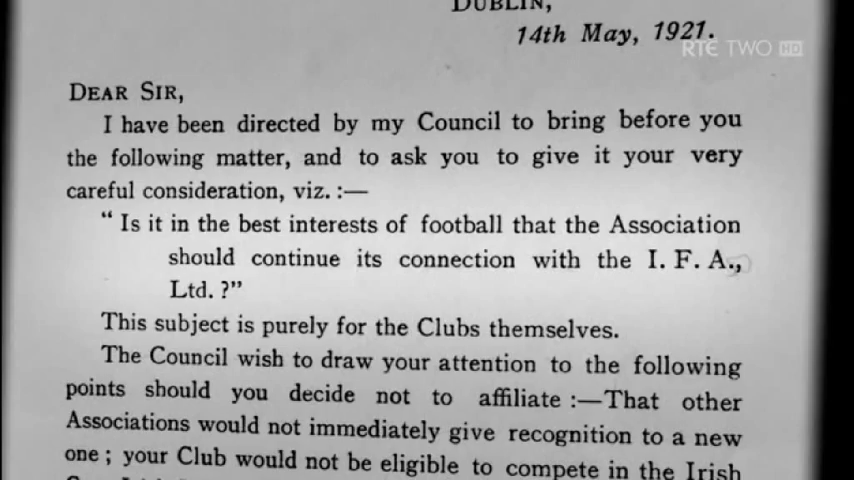 DUBLIN,
14th May, 1921.
RTÉ TWO HD
DEAR SIR,
I have been directed by my Council to bring before you
the following matter, and to ask you to give it your very
careful consideration, viz. :—
“ Is it in the best interests of football that the Association
should continue its connection with the I. F. A.,
Ltd. ?”
This subject is purely for the Clubs themselves.
The Council wish to draw your attention to the following
points should you decide not to affiliate :—That other
Associations would not immediately give recognition to a new
one ; your Club would not be eligible to compete in the Irish